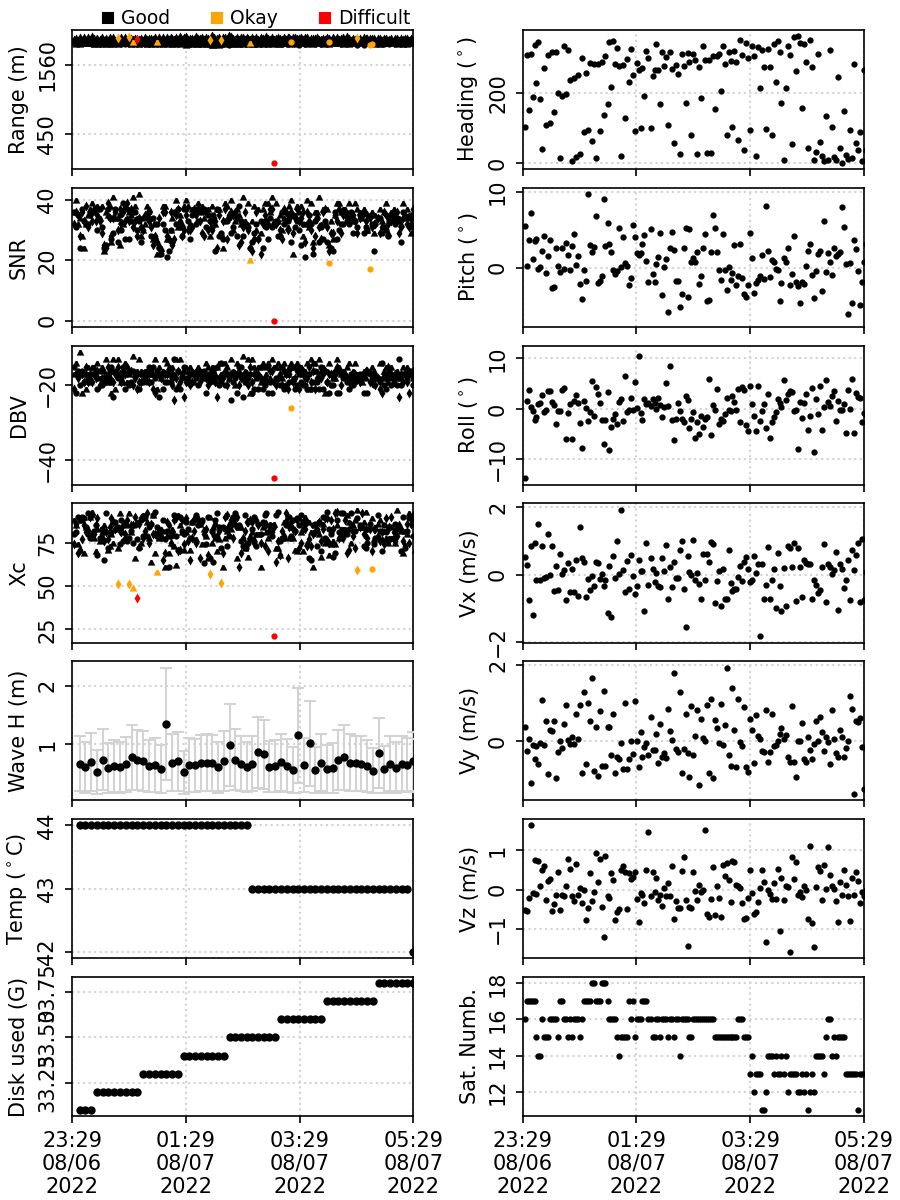 Good Okay Difficult
Range (m)
1560
450
Heading (°)
200
0
SNR
40
20
0
Pitch (°)
10
0
DBV
−20
−40
Roll (°)
10
0
−10
Xc
75
50
25
Vx (m/s)
2
0
−2
Wave H (m)
2
1
Vy (m/s)
2
0
Temp (°C)
44
43
42
Vz (m/s)
1
0
−1
Disk used (G)
33.75
33.50
33.25
Sat. Numb.
18
16
14
12
23:29 01:29 03:29 05:29
08/06 08/07 08/07 08/07
2022 2022 2022 2022
23:29 01:29 03:29 05:29
08/06 08/07 08/07 08/07
2022 2022 2022 2022